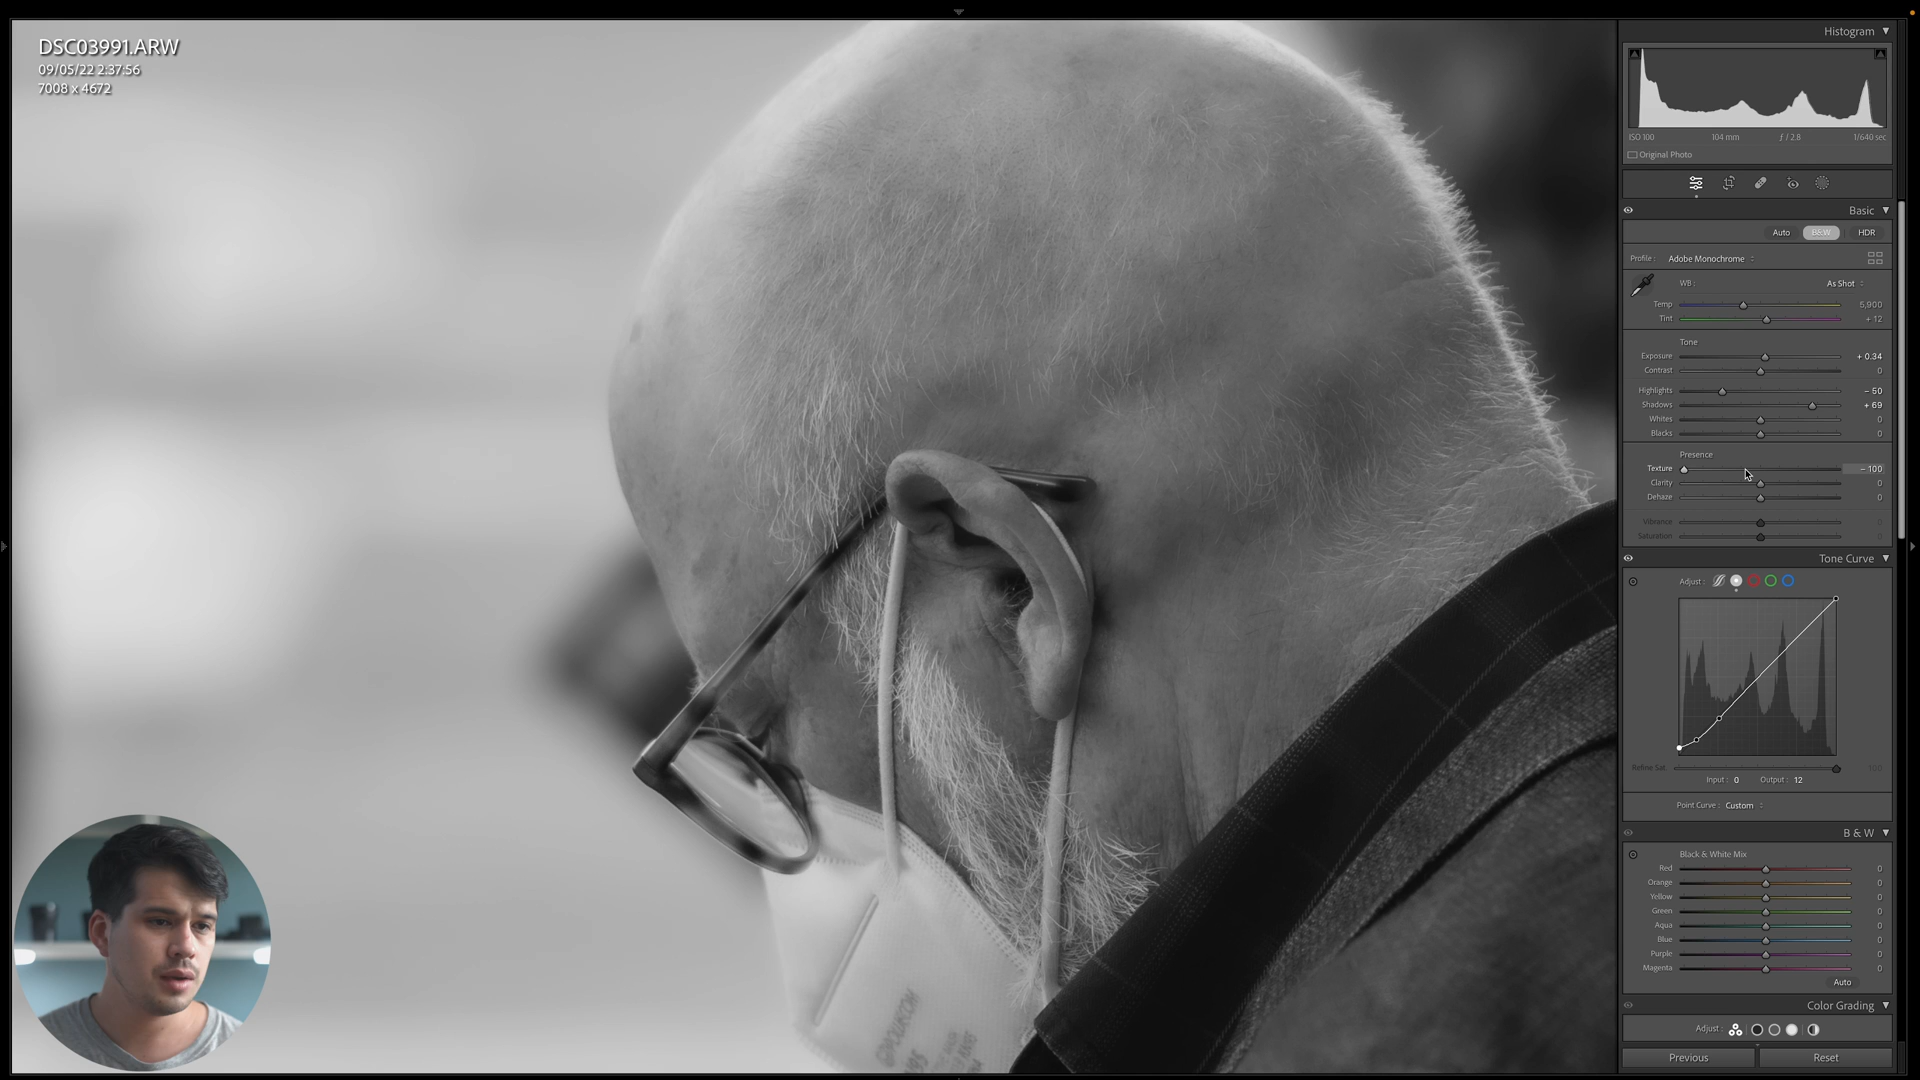 DSC03991.ARW
09/05/22 2:37:56
7008 x 4672
Histogram
ISO 100 104 mm ƒ / 2.8 1/640 sec
Original Photo
Basic
Auto B&W HDR
Profile : Adobe Monochrome
WB : As Shot
Temp 5,900
Tint + 12
Tone
Exposure + 0.34
Contrast 0
Highlights − 50
Shadows + 69
Whites 0
Blacks 0
Presence
Texture − 100
Clarity 0
Dehaze 0
Vibrance
Saturation
Tone Curve
Adjust :
Refine Sat. 100
Input : 0 Output : 12
Point Curve : Custom
B & W
Black & White Mix
Red 0
Orange 0
Yellow 0
Green 0
Aqua 0
Blue 0
Purple 0
Magenta 0
Auto
Color Grading
Adjust :
Previous Reset